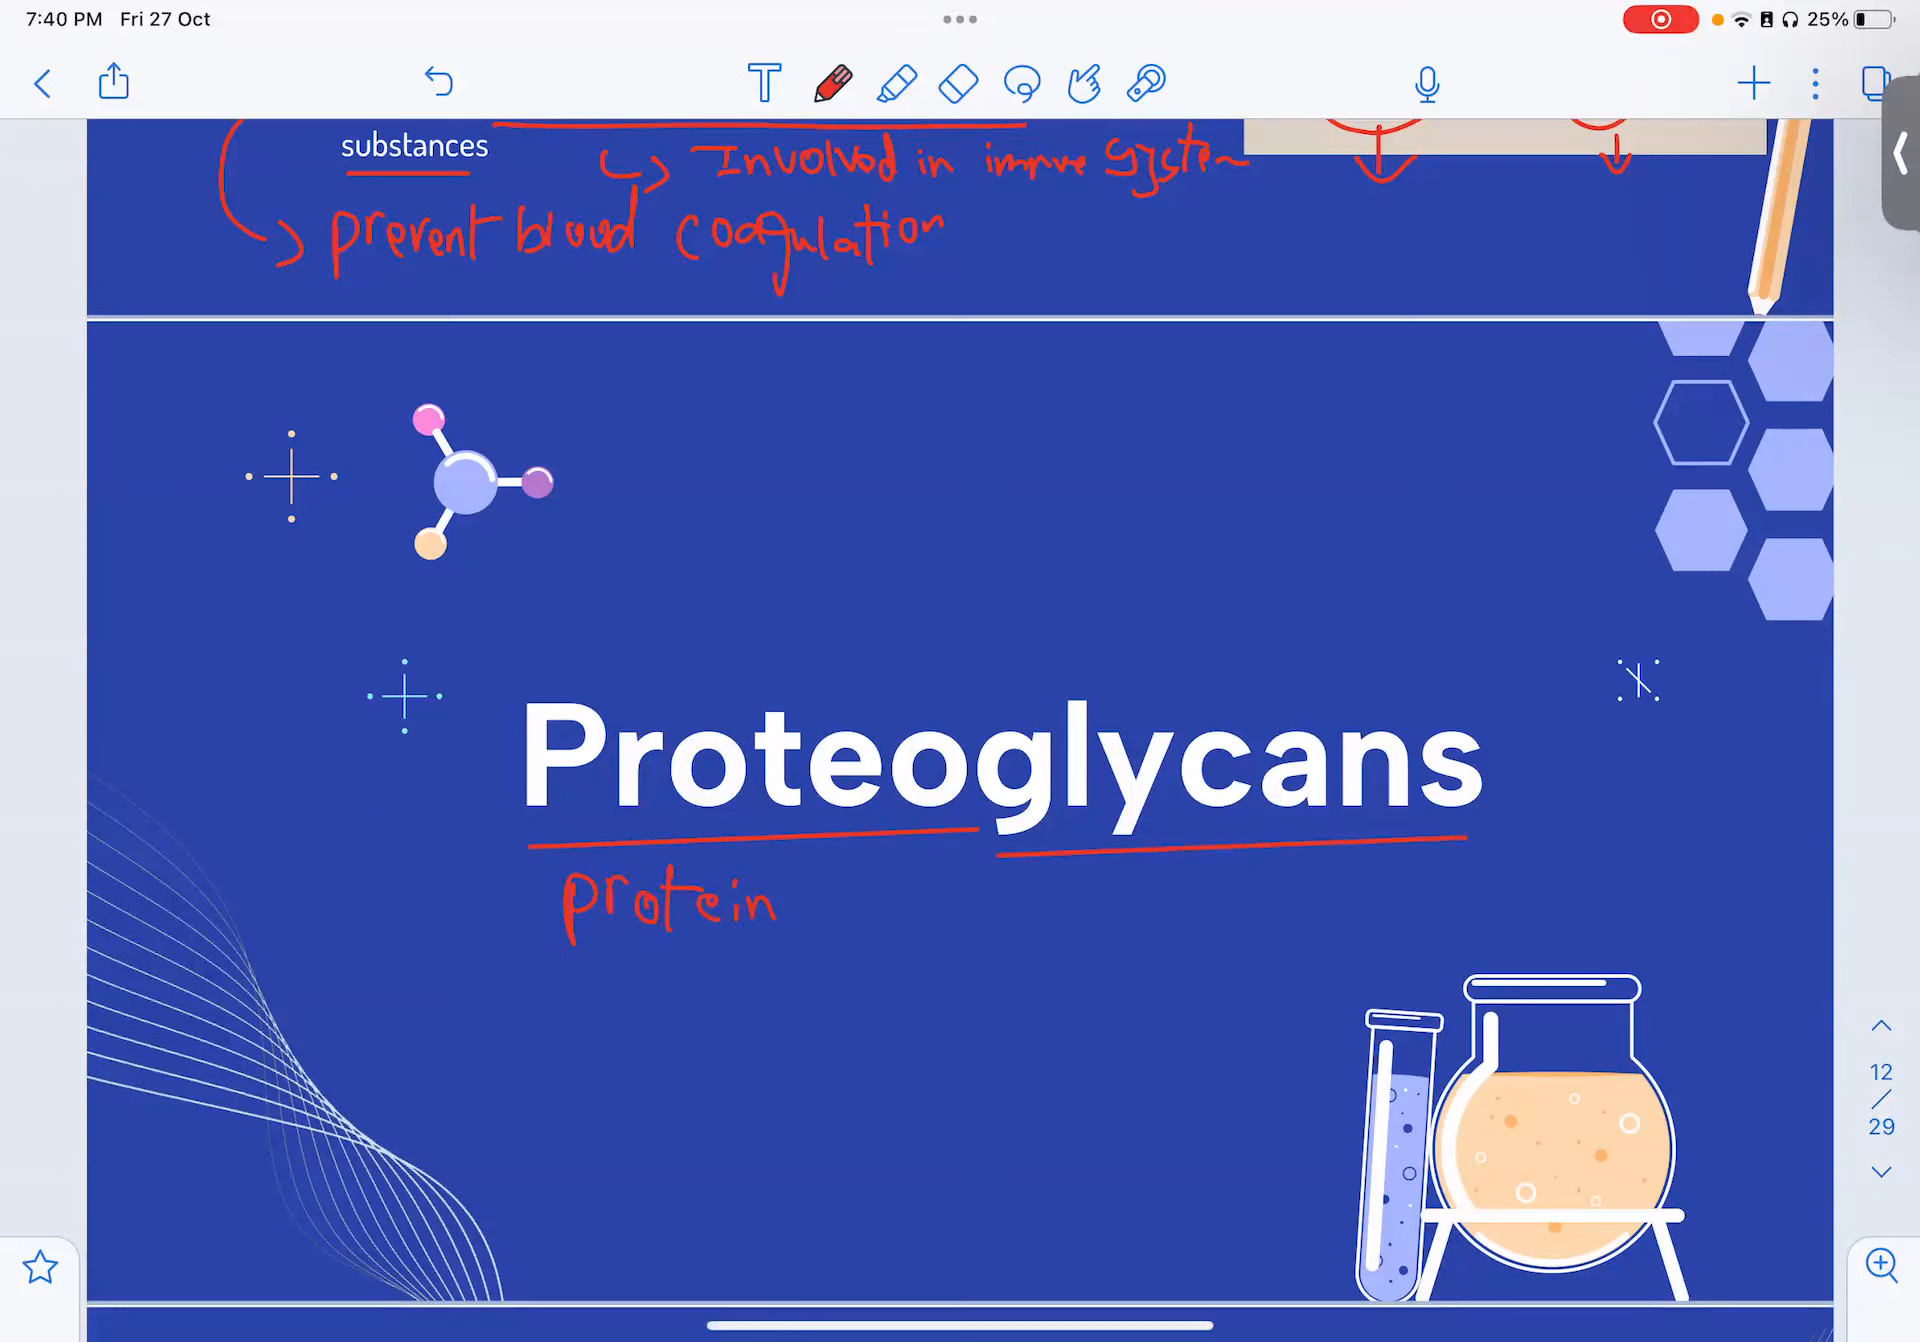 7:40 PM Fri 27 Oct
25%
substances
Involved in immune system
prevent blood coagulation
Proteoglycans
protein
12
/
29